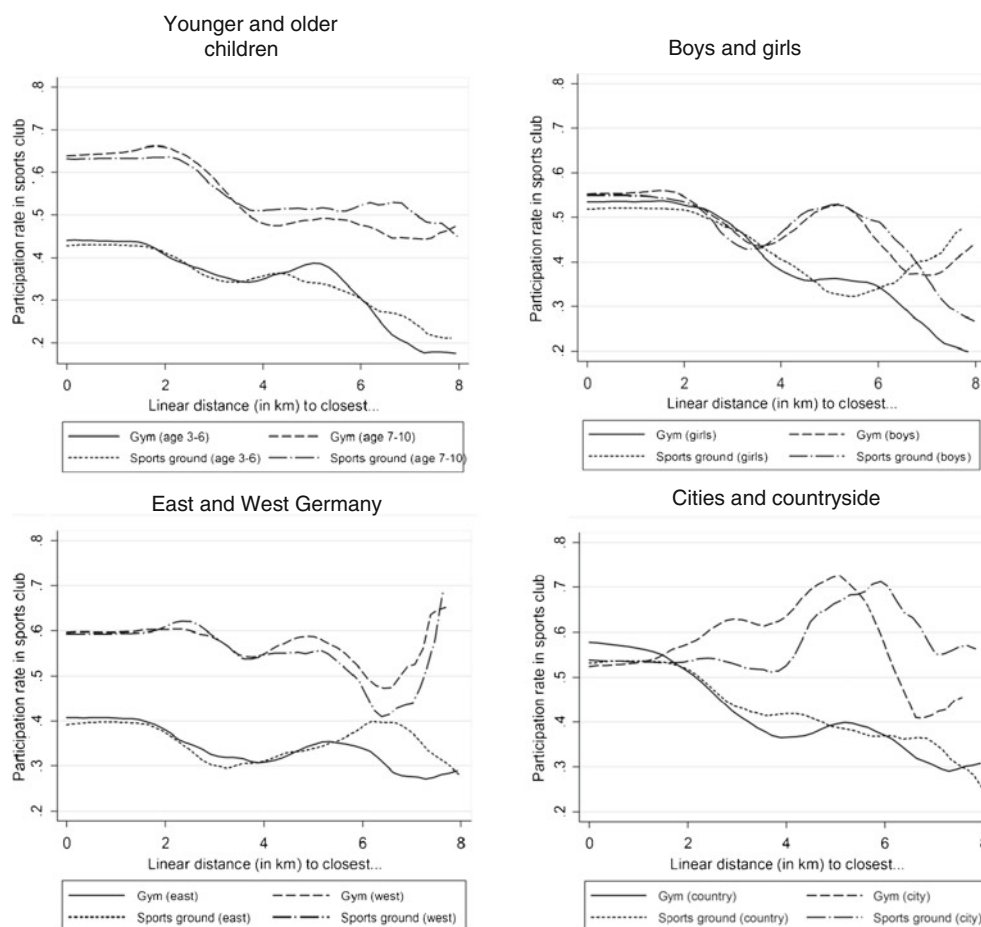 Younger and older
children
Participation rate in sports club
.8
.7
.6
.5
.4
.3
.2
0 2 4 6 8
Linear distance (in km) to closest...
Gym (age 3-6) Gym (age 7-10)
Sports ground (age 3-6) Sports ground (age 7-10)
Boys and girls
Participation rate in sports club
.8
.7
.6
.5
.4
.3
.2
0 2 4 6 8
Linear distance (in km) to closest...
Gym (girls) Gym (boys)
Sports ground (girls) Sports ground (boys)
East and West Germany
Participation rate in sports club
.8
.7
.6
.5
.4
.3
.2
0 2 4 6 8
Linear distance (in km) to closest...
Gym (east) Gym (west)
Sports ground (east) Sports ground (west)
Cities and countryside
Participation rate in sports club
.8
.7
.6
.5
.4
.3
.2
0 2 4 6 8
Linear distance (in km) to closest...
Gym (country) Gym (city)
Sports ground (country) Sports ground (city)